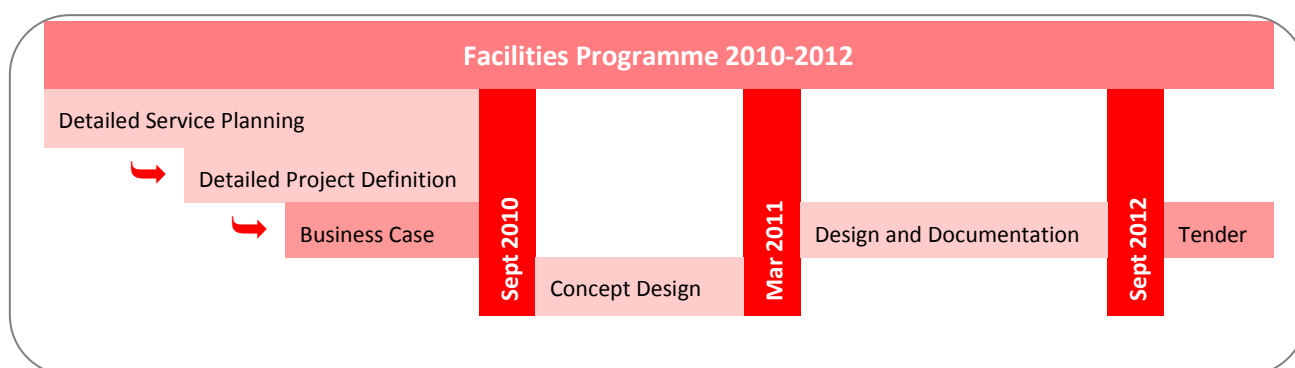 Facilities Programme 2010-2012
Detailed Service Planning
Detailed Project Definition
Business Case
Sept 2010
Concept Design
Mar 2011
Design and Documentation
Sept 2012
Tender